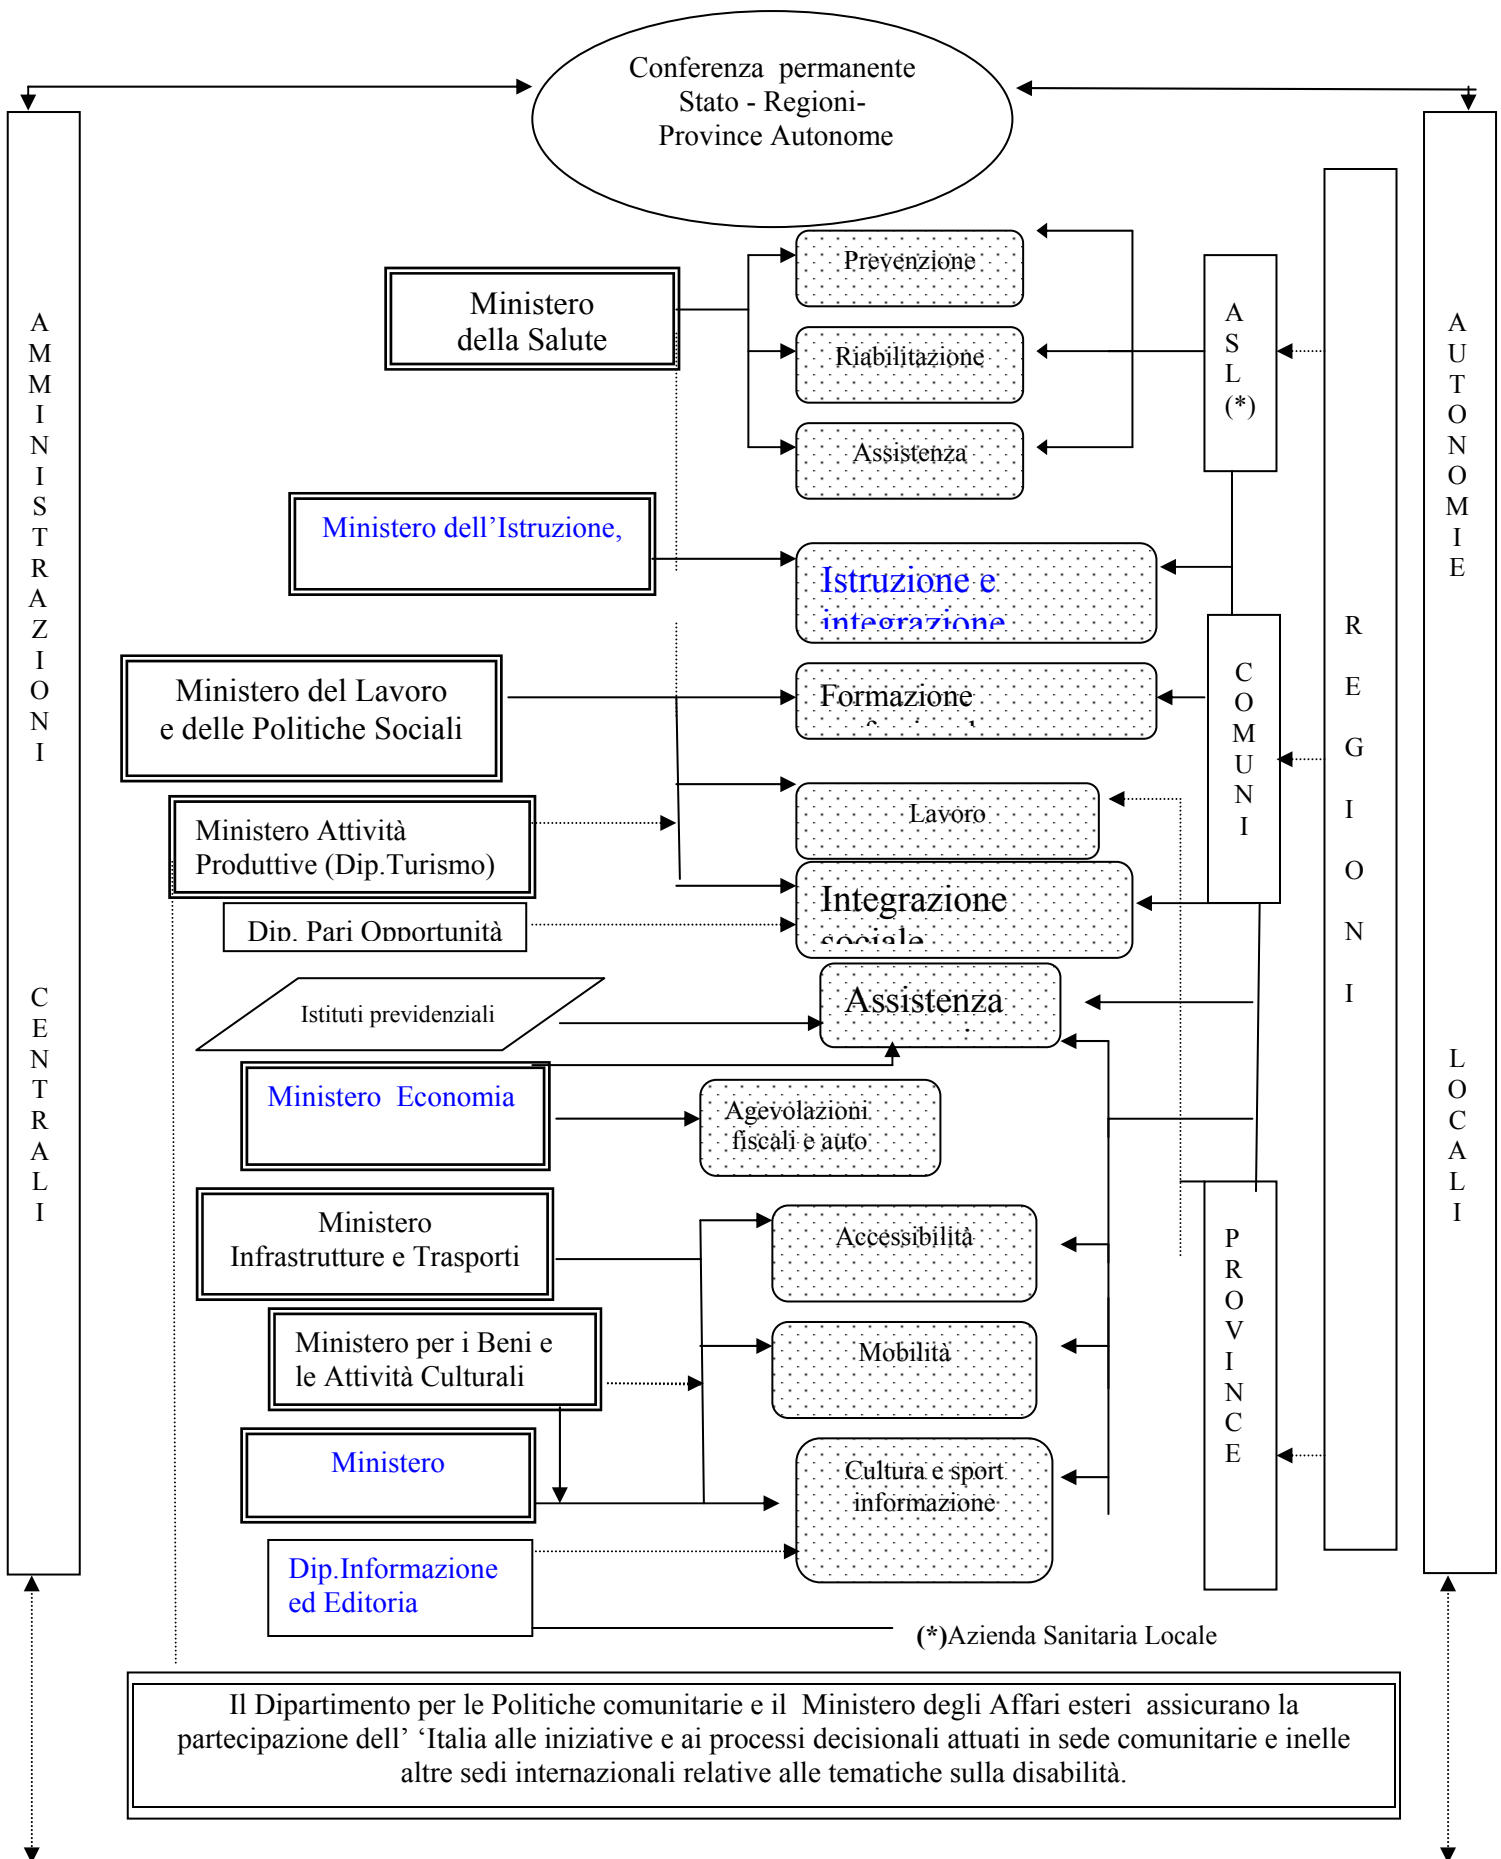 Conferenza permanente
Stato - Regioni-
Province Autonome
AMMINISTRAZIONI
CENTRALI
AUTONOMIE
LOCALI
REGIONI
Ministero
della Salute
Prevenzione
Riabilitazione
Assistenza
ASL
(*)
Ministero dell’Istruzione,
Istruzione e
integrazione
Ministero del Lavoro
e delle Politiche Sociali
Formazione
COMUNI
Ministero Attività
Produttive (Dip.Turismo)
Lavoro
Dip. Pari Opportunità
Integrazione
sociale
Istituti previdenziali
Assistenza
Ministero Economia
Agevolazioni
fiscali e auto
Ministero
Infrastrutture e Trasporti
Accessibilità
PROVINCE
Ministero per i Beni e
le Attività Culturali
Mobilità
Ministero
Cultura e sport
informazione
Dip.Informazione
ed Editoria
(*)Azienda Sanitaria Locale
Il Dipartimento per le Politiche comunitarie e il Ministero degli Affari esteri assicurano la
partecipazione dell’ ‘Italia alle iniziative e ai processi decisionali attuati in sede comunitarie e inelle
altre sedi internazionali relative alle tematiche sulla disabilità.